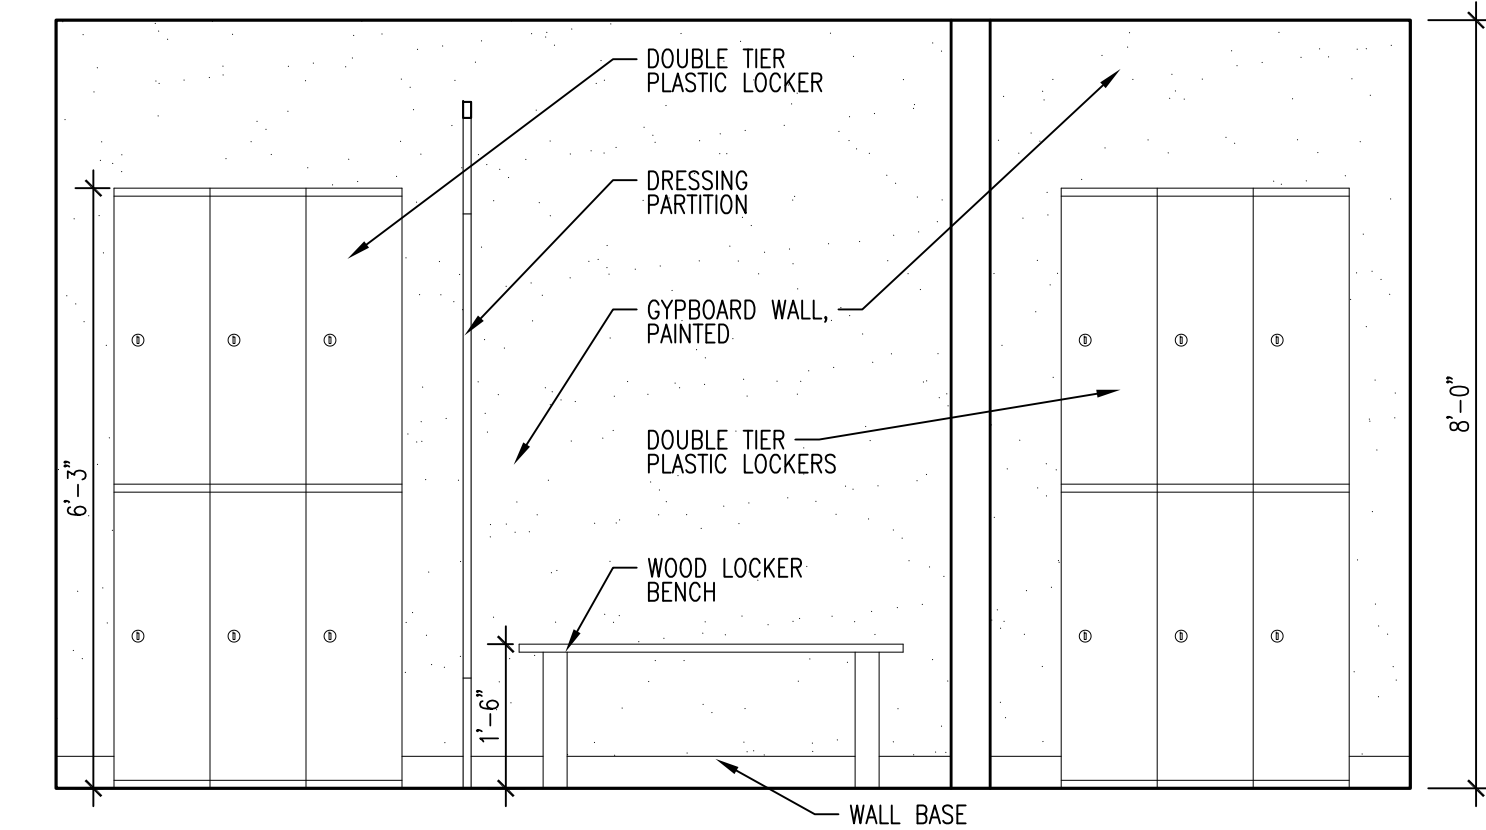 DOUBLE TIER
PLASTIC LOCKER
DRESSING
PARTITION
GYPBOARD WALL,
PAINTED
8'-0"
DOUBLE TIER
PLASTIC LOCKERS
6'-3"
WOOD LOCKER
BENCH
1'-6"
WALL BASE